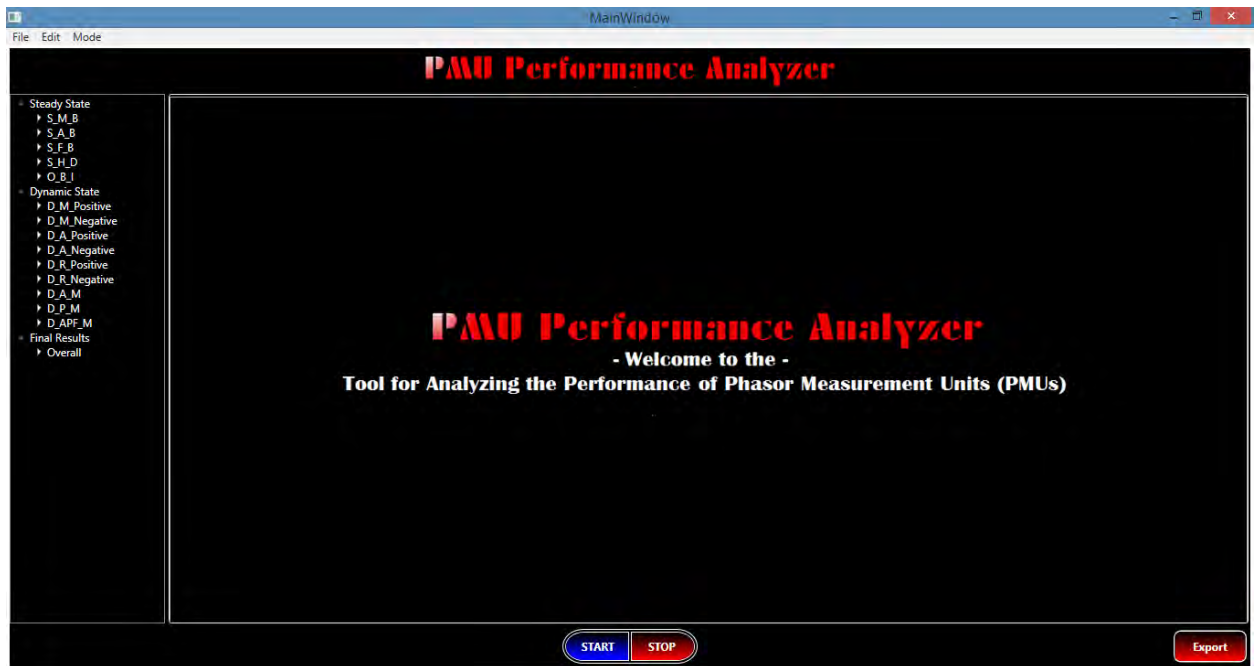 MainWindow
File Edit Mode
PMU Performance Analyzer
Steady State
S_M_B
S_A_B
S_F_B
S_H_D
O_B_I
Dynamic State
D_M_Positive
D_M_Negative
D_A_Positive
D_A_Negative
D_R_Positive
D_R_Negative
D_A_M
D_P_M
D_APF_M
Final Results
Overall
PMU Performance Analyzer
- Welcome to the -
Tool for Analyzing the Performance of Phasor Measurement Units (PMUs)
START STOP
Export